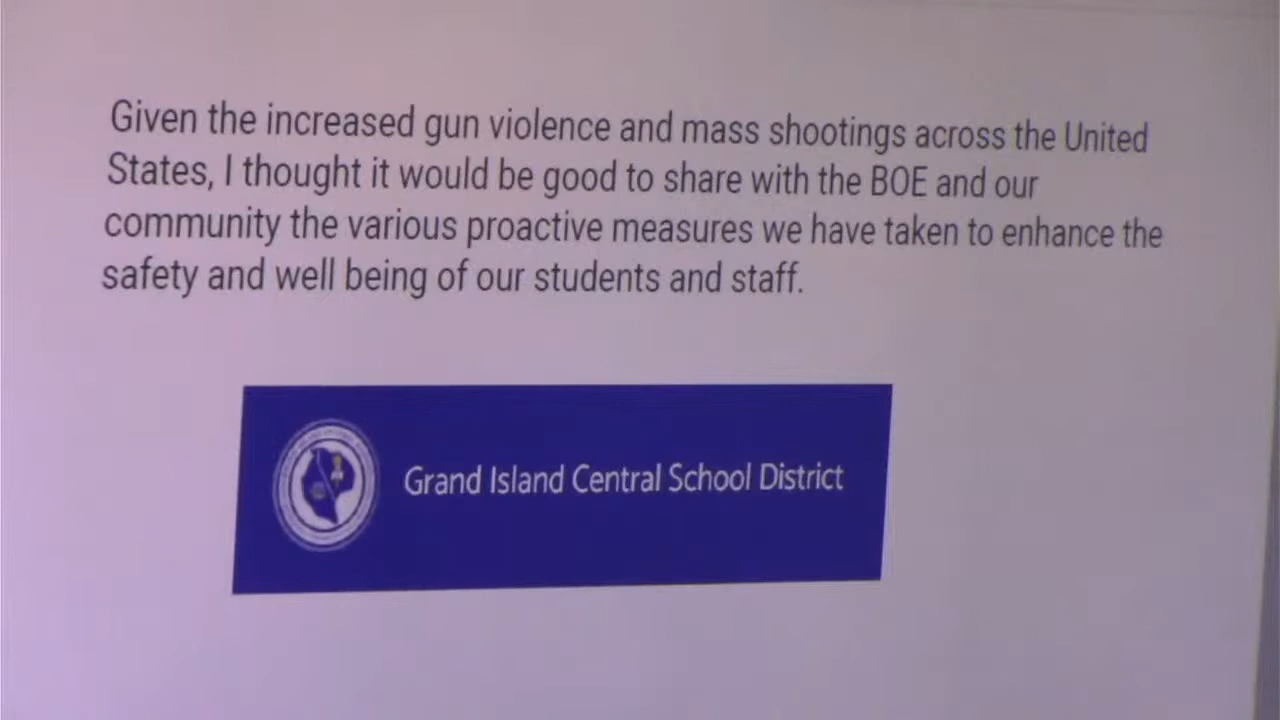 Given the increased gun violence and mass shootings across the United
States, I thought it would be good to share with the BOE and our
community the various proactive measures we have taken to enhance the
safety and well being of our students and staff.
Grand Island Central School District